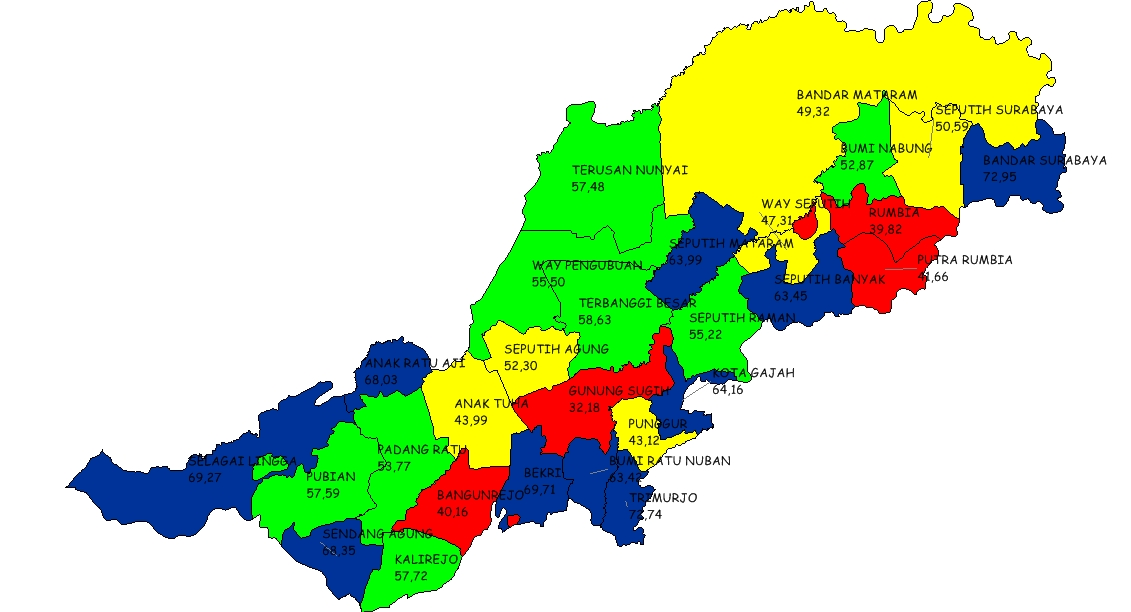 BANDAR MATARAM
49,32
SEPUTIH SURABAYA
50,59
BUMI NABUNG
52,87
BANDAR SURABAYA
72,95
TERUSAN NUNYAI
57,48
WAY SEPUTIH
47,31
RUMBIA
39,82
SEPUTIH MATARAM
63,99
PUTRA RUMBIA
41,66
WAY PENGUBUAN
55,50
SEPUTIH BANYAK
63,45
TERBANGGI BESAR
58,63
SEPUTIH RAMAN
55,22
SEPUTIH AGUNG
52,30
ANAK RATU AJI
68,03
KOTA GAJAH
64,16
GUNUNG SUGIH
32,18
ANAK TUHA
43,99
PUNGGUR
43,12
PADANG RATU
53,77
SELAGAI LINGGA
69,27
BUMI RATU NUBAN
63,42
PUBIAN
57,59
BEKRI
69,71
BANGUNREJO
40,16
TRIMURJO
72,74
SENDANG AGUNG
68,35
KALIREJO
57,72